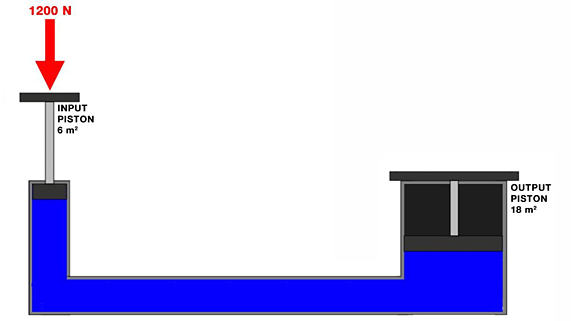 1200 N
INPUT
PISTON
6 m²
OUTPUT
PISTON
18 m²